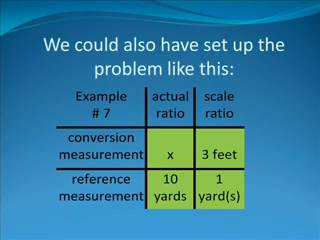 We could also have set up the
problem like this:
Example
# 7
actual
ratio
scale
ratio
conversion
measurement
x
3 feet
reference
measurement
10
yards
1
yard(s)